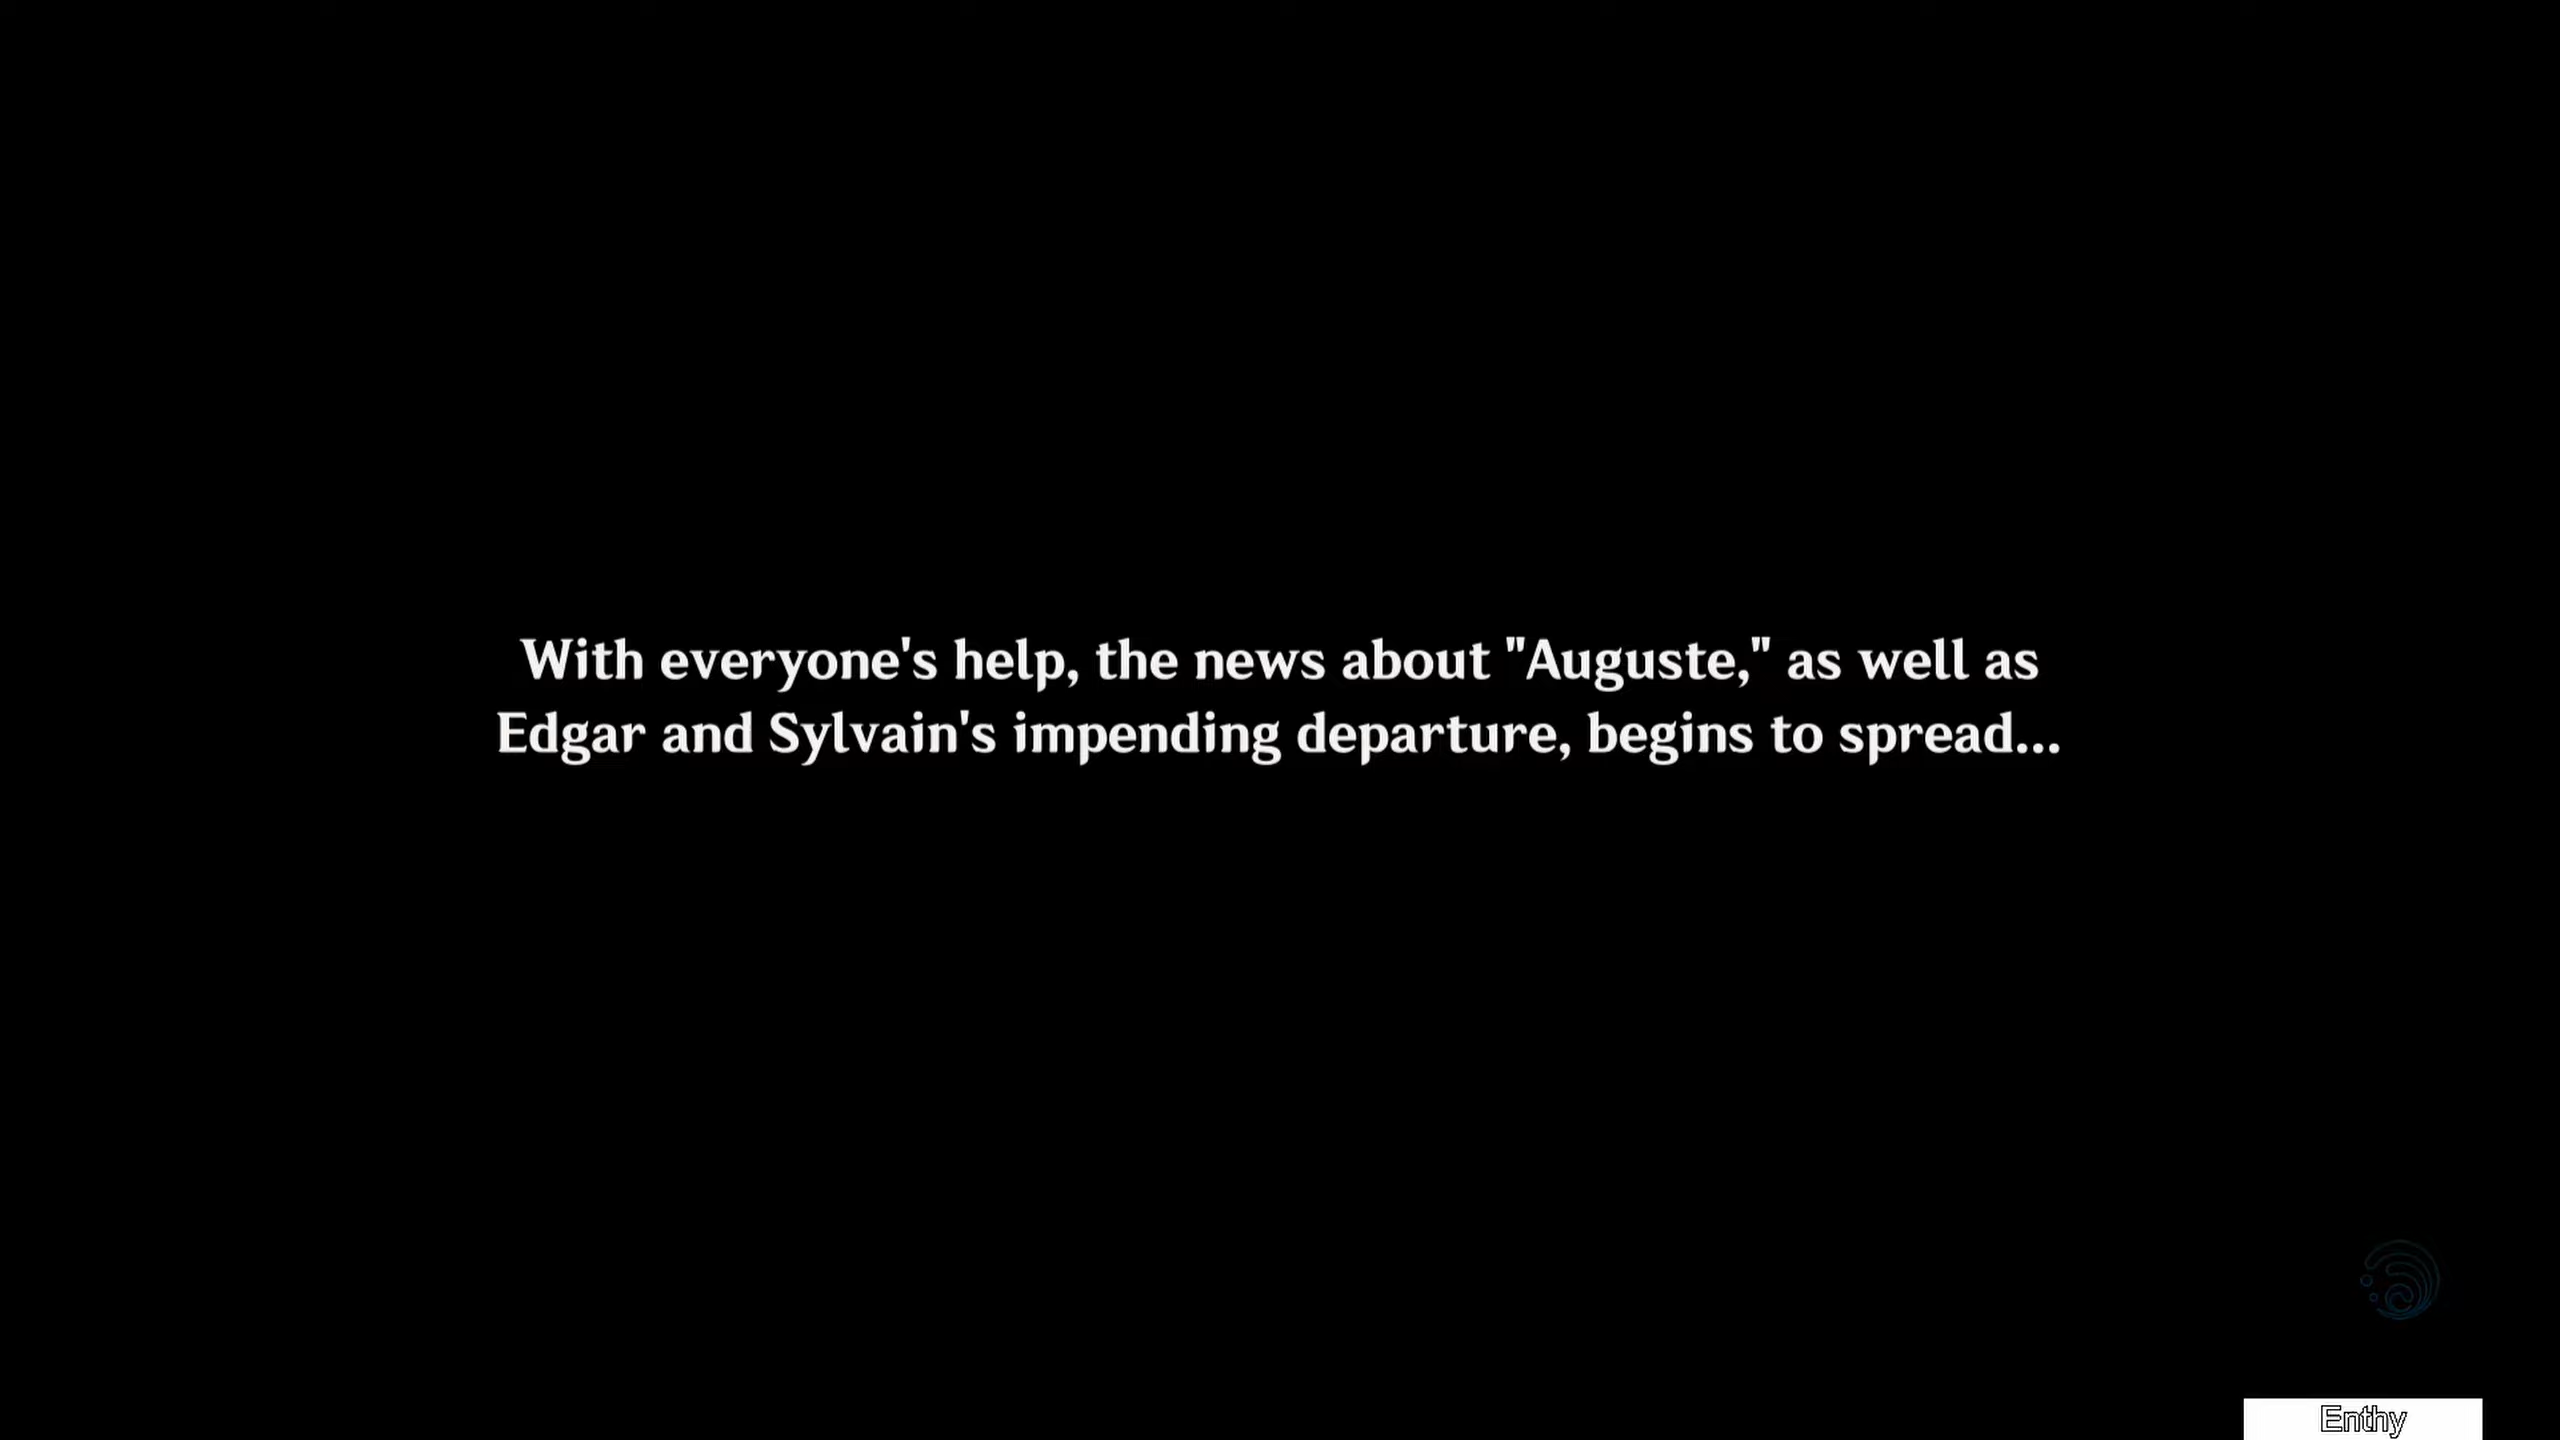 With everyone's help, the news about "Auguste," as well as
Edgar and Sylvain's impending departure, begins to spread...
Enthy